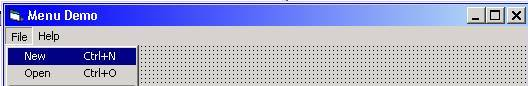 Menu Demo
File Help
New Ctrl+N
Open Ctrl+O